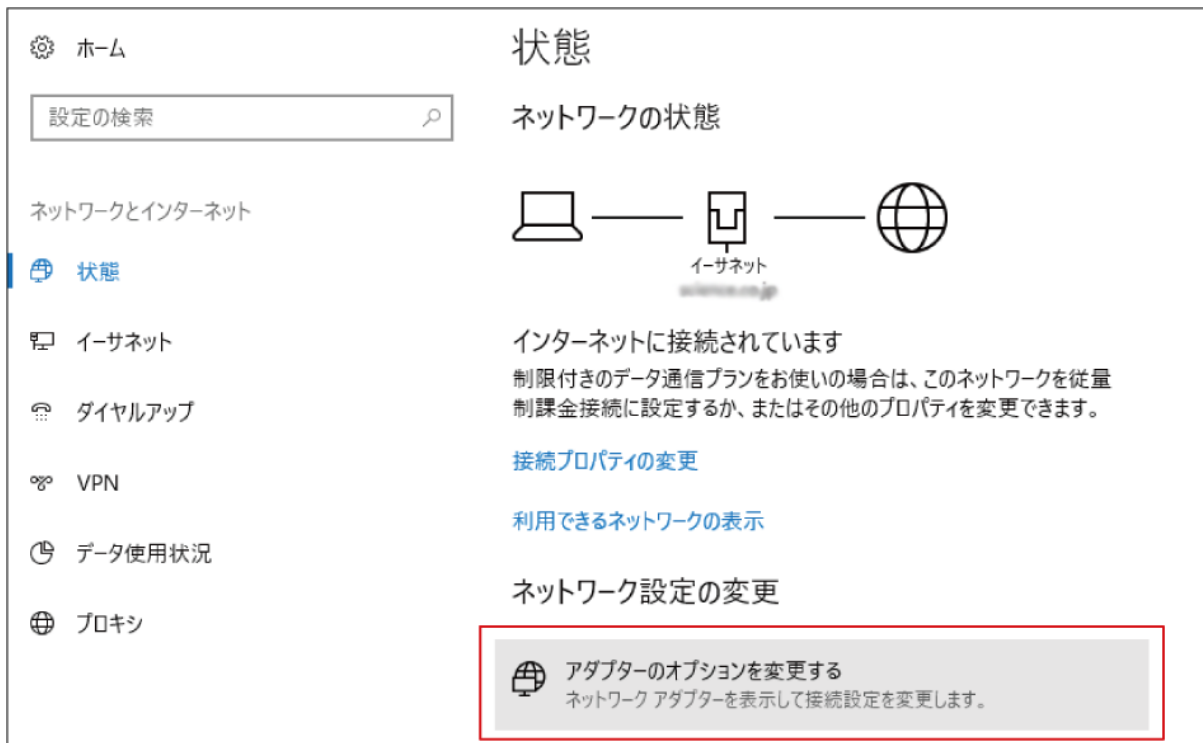 ホーム
設定の検索
ネットワークとインターネット
状態
イーサネット
ダイヤルアップ
VPN
データ使用状況
プロキシ
状態
ネットワークの状態
イーサネット
インターネットに接続されています
制限付きのデータ通信プランをお使いの場合は、このネットワークを従量
制課金接続に設定するか、またはその他のプロパティを変更できます。
接続プロパティの変更
利用できるネットワークの表示
ネットワーク設定の変更
アダプターのオプションを変更する
ネットワーク アダプターを表示して接続設定を変更します。